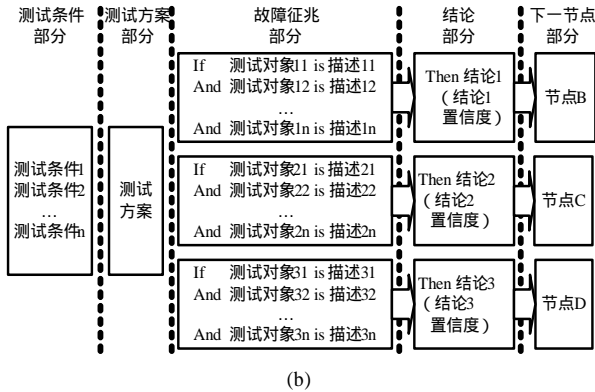 测试条件 测试方案 故障征兆 结论 下一节点
部分 部分 部分 部分 部分
测试条件1
测试条件2
…
测试条件n
测试
方案
If 测试对象11 is 描述11
And 测试对象12 is 描述12
…
And 测试对象1n is 描述1n
Then 结论1
（结论1
置信度）
节点B
If 测试对象21 is 描述21
And 测试对象22 is 描述22
…
And 测试对象2n is 描述2n
Then 结论2
（结论2
置信度）
节点C
If 测试对象31 is 描述31
And 测试对象32 is 描述32
…
And 测试对象3n is 描述3n
Then 结论3
（结论3
置信度）
节点D
(b)